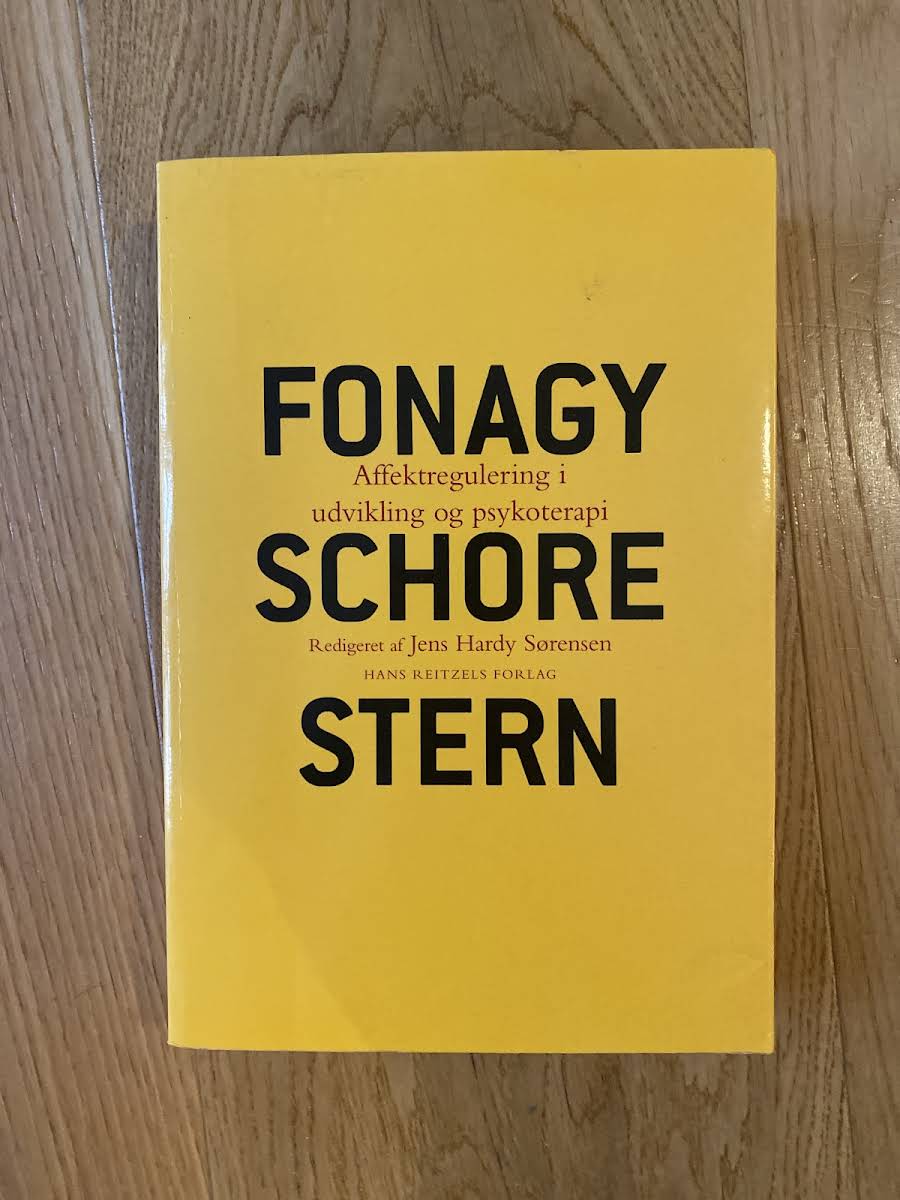 FONAGY
Affektregulering i
udvikling og psykoterapi
SCHORE
Redigeret af Jens Hardy Sørensen
HANS REITZELS FORLAG
STERN